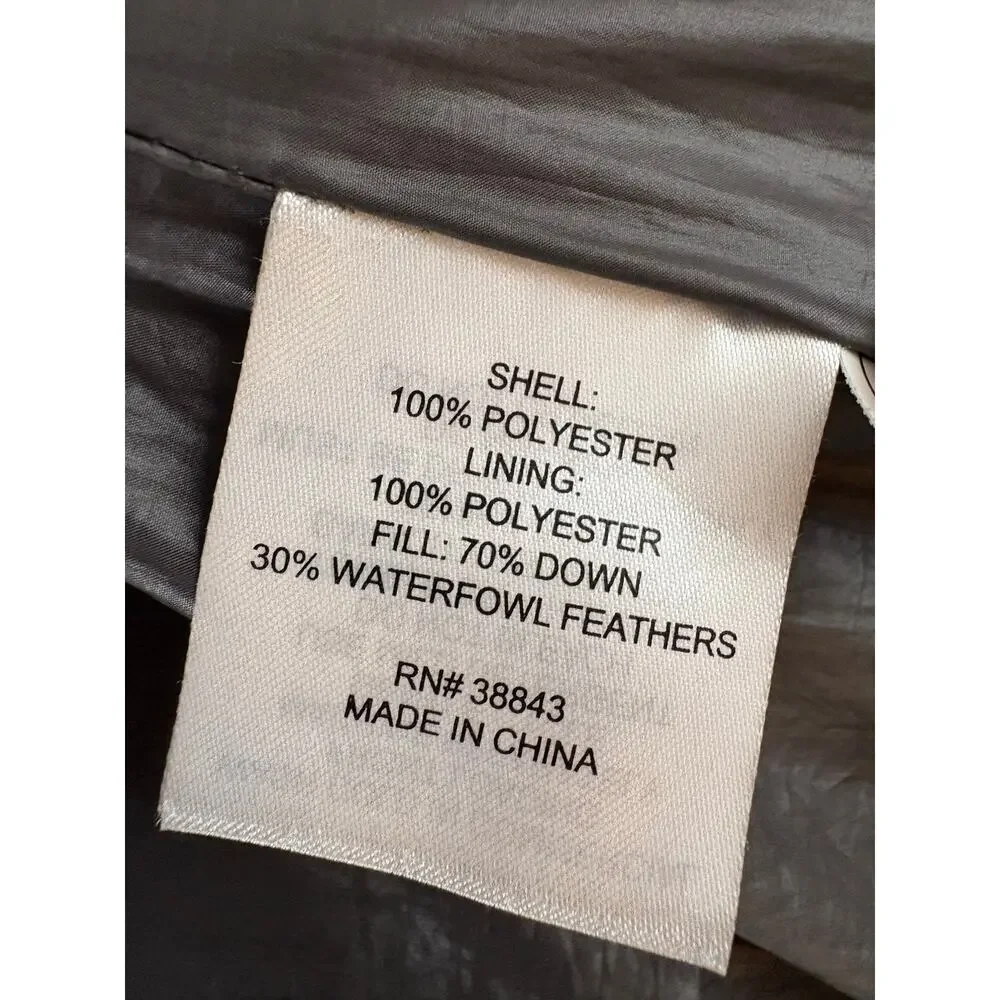 SHELL:
100% POLYESTER
LINING:
100% POLYESTER
FILL: 70% DOWN
30% WATERFOWL FEATHERS
RN# 38843
MADE IN CHINA